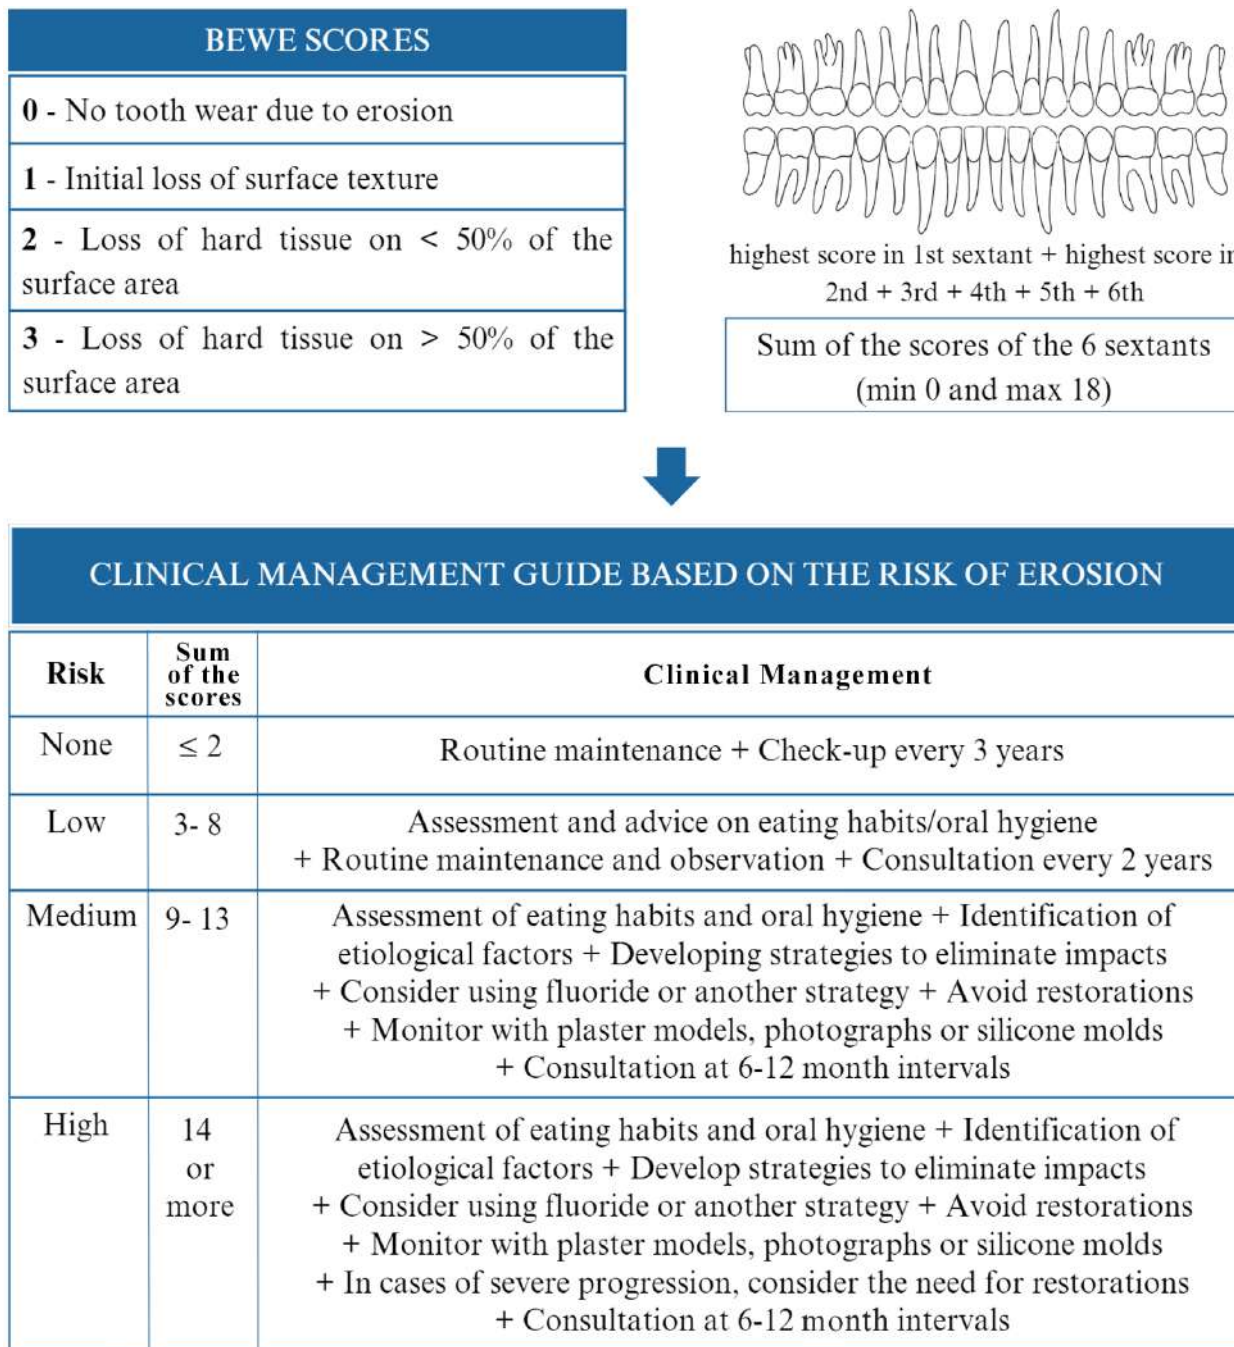 BEWE SCORES
0 - No tooth wear due to erosion
1 - Initial loss of surface texture
2 - Loss of hard tissue on < 50% of the
surface area
3 - Loss of hard tissue on > 50% of the
surface area
highest score in 1st sextant + highest score in
2nd + 3rd + 4th + 5th + 6th
Sum of the scores of the 6 sextants
(min 0 and max 18)
CLINICAL MANAGEMENT GUIDE BASED ON THE RISK OF EROSION
Risk
Sum
of the
scores
Clinical Management
None
≤ 2
Routine maintenance + Check-up every 3 years
Low
3- 8
Assessment and advice on eating habits/oral hygiene
+ Routine maintenance and observation + Consultation every 2 years
Medium
9- 13
Assessment of eating habits and oral hygiene + Identification of
etiological factors + Developing strategies to eliminate impacts
+ Consider using fluoride or another strategy + Avoid restorations
+ Monitor with plaster models, photographs or silicone molds
+ Consultation at 6-12 month intervals
High
14
or
more
Assessment of eating habits and oral hygiene + Identification of
etiological factors + Develop strategies to eliminate impacts
+ Consider using fluoride or another strategy + Avoid restorations
+ Monitor with plaster models, photographs or silicone molds
+ In cases of severe progression, consider the need for restorations
+ Consultation at 6-12 month intervals